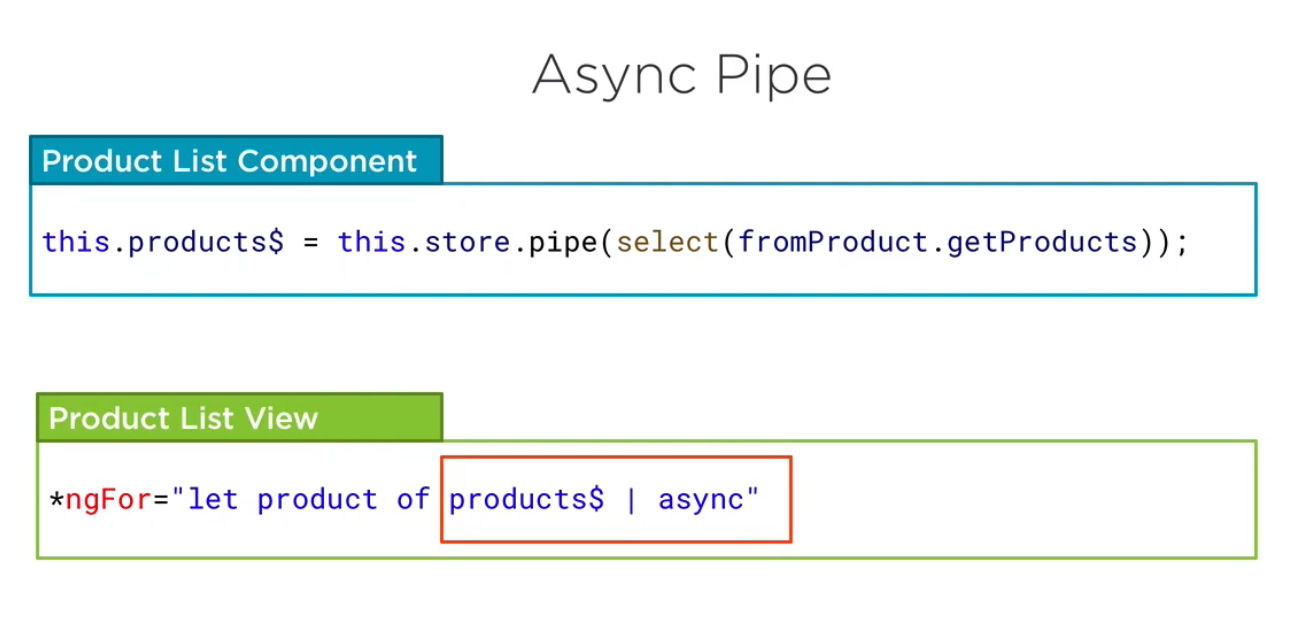 Async Pipe
Product List Component
this.products$ = this.store.pipe(select(fromProduct.getProducts));
Product List View
*ngFor="let product of products$ | async"